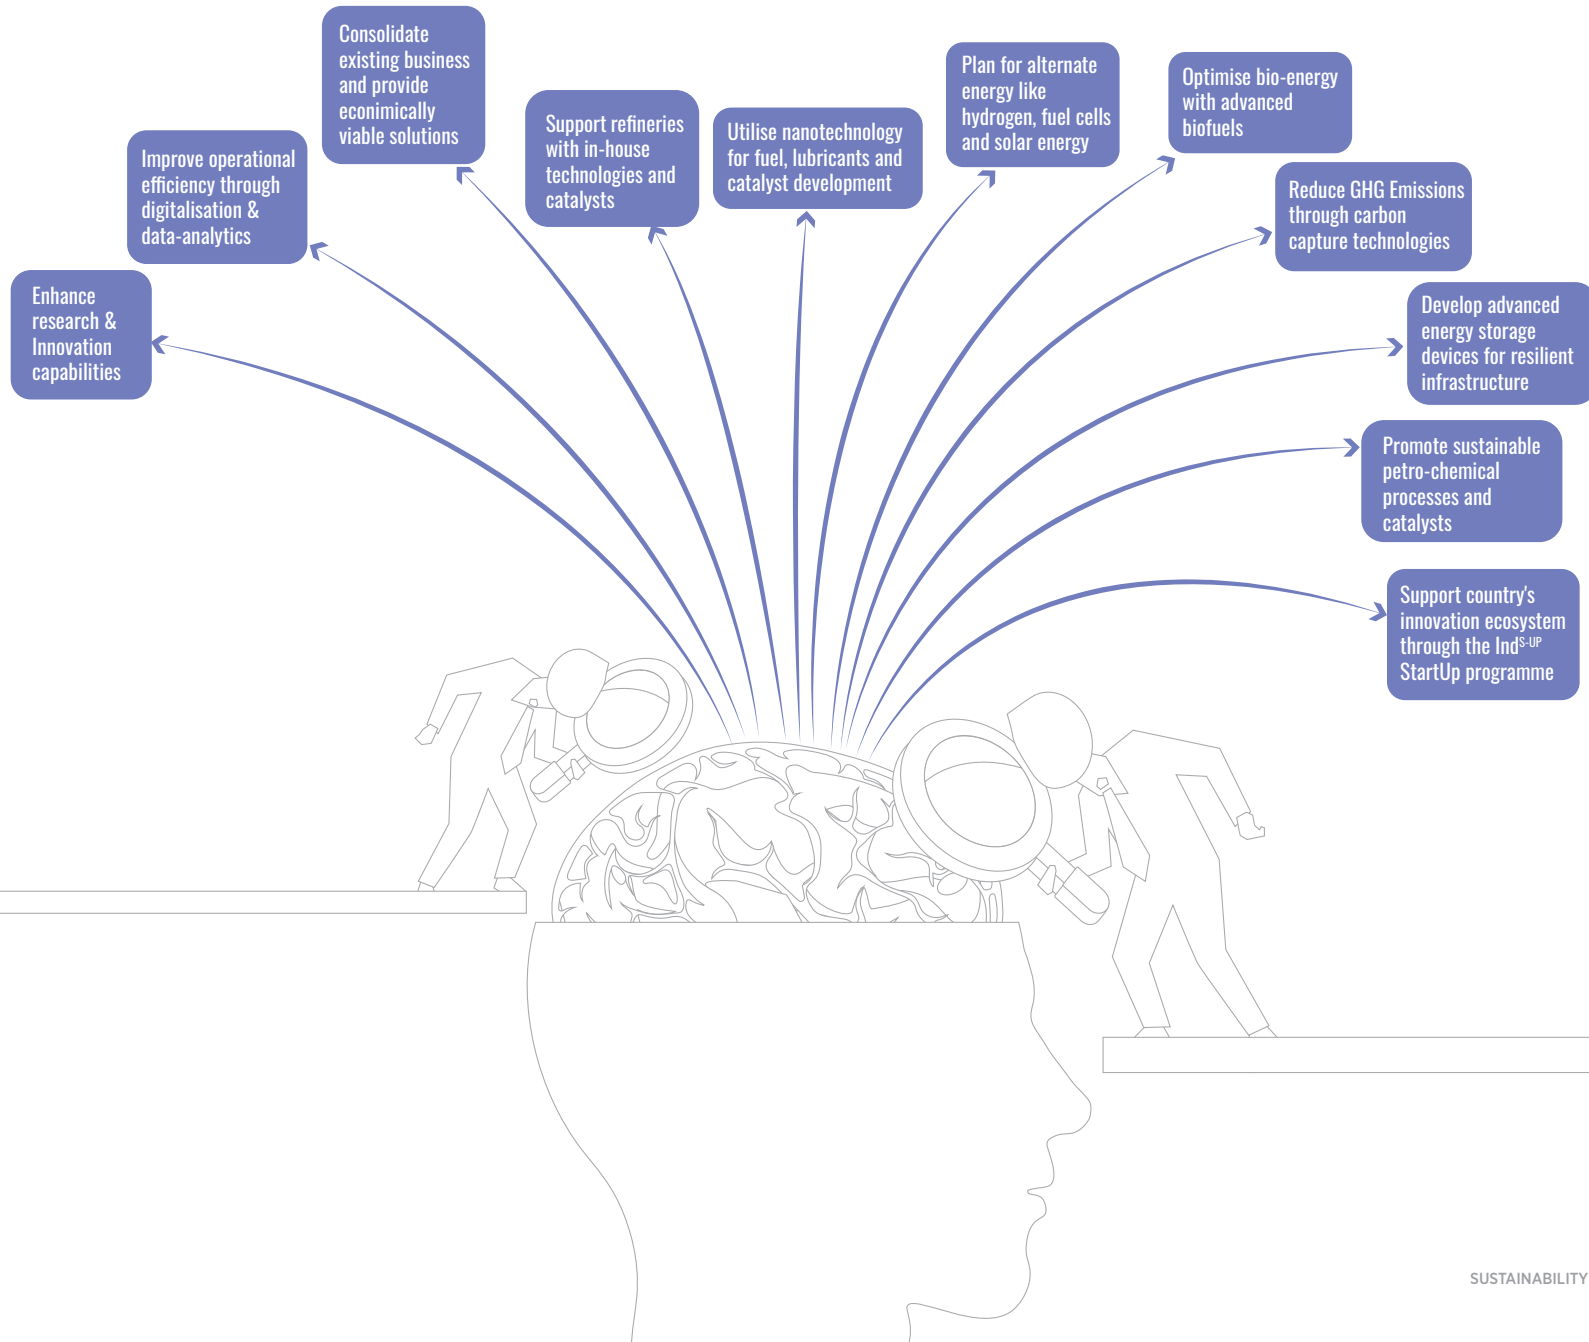 Enhance
research &
Innovation
capabilities
Improve operational
efficiency through
digitalisation &
data-analytics
Consolidate
existing business
and provide
econimically
viable solutions
Support refineries
with in-house
technologies and
catalysts
Utilise nanotechnology
for fuel, lubricants and
catalyst development
Plan for alternate
energy like
hydrogen, fuel cells
and solar energy
Optimise bio-energy
with advanced
biofuels
Reduce GHG Emissions
through carbon
capture technologies
Develop advanced
energy storage
devices for resilient
infrastructure
Promote sustainable
petro-chemical
processes and
catalysts
Support country's
innovation ecosystem
through the IndS-UP
StartUp programme
SUSTAINABILITY